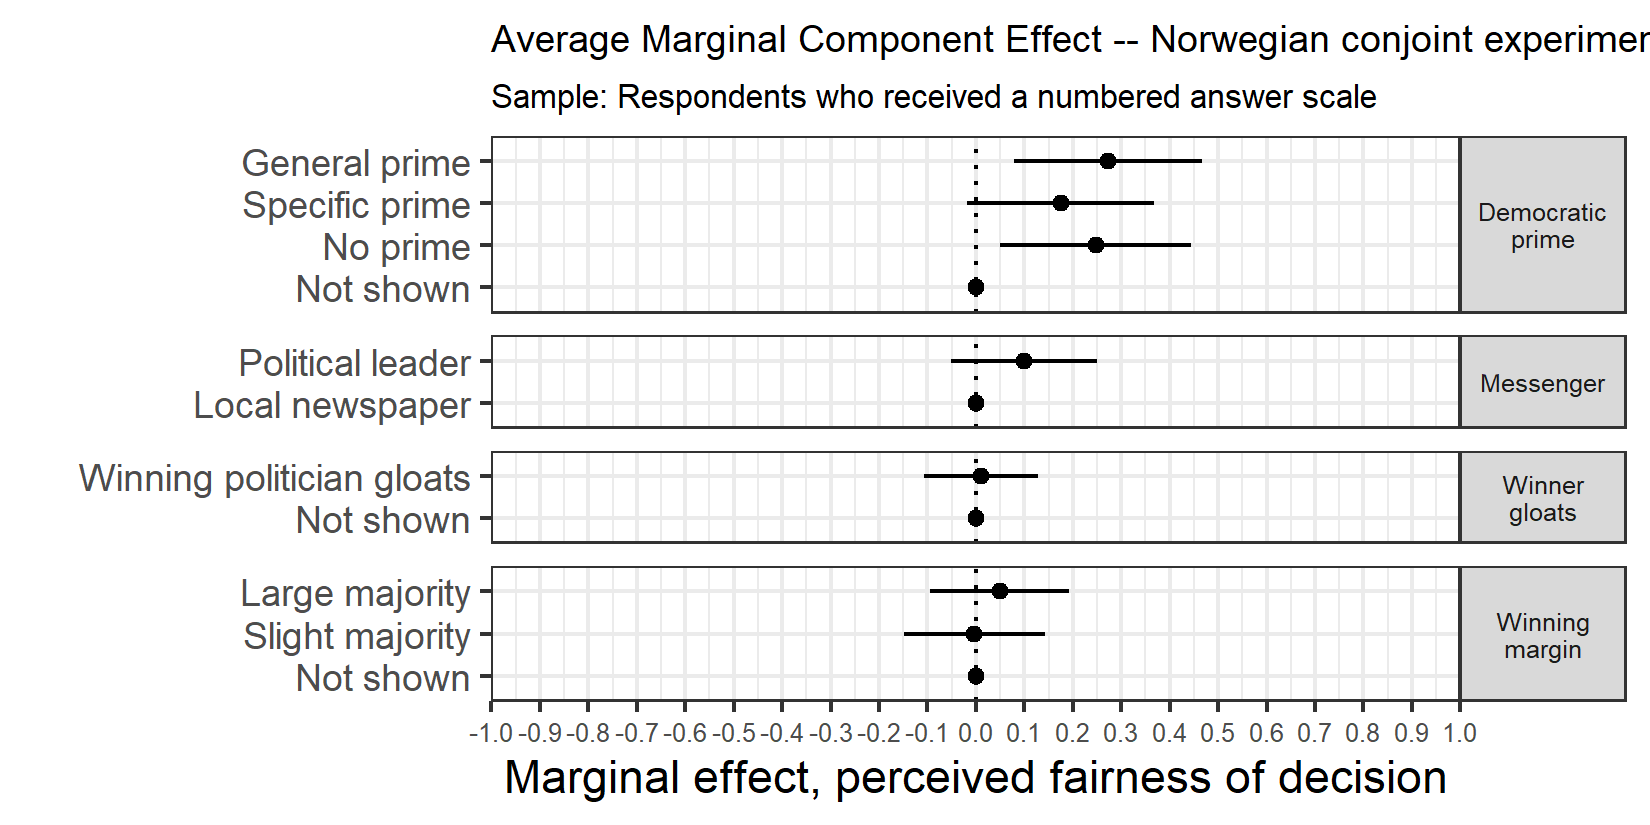 Average Marginal Component Effect -- Norwegian conjoint experimen
Sample: Respondents who received a numbered answer scale
General prime
Specific prime
No prime
Not shown
Democratic
prime
Political leader
Local newspaper
Messenger
Winning politician gloats
Not shown
Winner
gloats
Large majority
Slight majority
Not shown
Winning
margin
-1.0 -0.9 -0.8 -0.7 -0.6 -0.5 -0.4 -0.3 -0.2 -0.1 0.0 0.1 0.2 0.3 0.4 0.5 0.6 0.7 0.8 0.9 1.0
Marginal effect, perceived fairness of decision